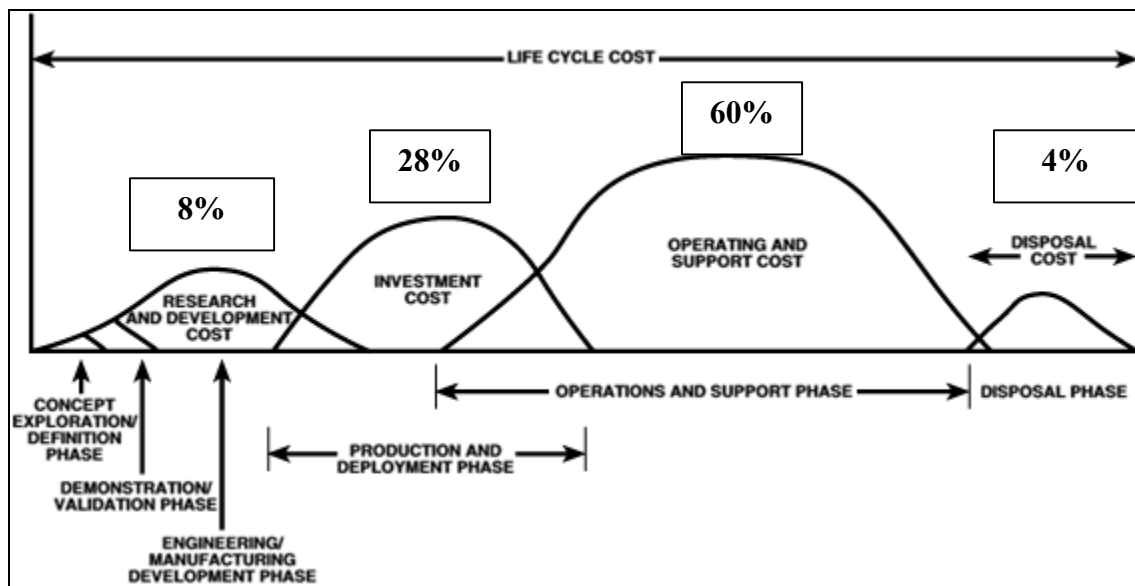 LIFE CYCLE COST
60%
28%
4%
8%
DISPOSAL
COST
OPERATING AND
SUPPORT COST
INVESTMENT
COST
RESEARCH
AND DEVELOPMENT
COST
OPERATIONS AND SUPPORT PHASE
DISPOSAL PHASE
CONCEPT
EXPLORATION/
DEFINITION
PHASE
PRODUCTION AND
DEPLOYMENT PHASE
DEMONSTRATION/
VALIDATION PHASE
ENGINEERING/
MANUFACTURING
DEVELOPMENT PHASE